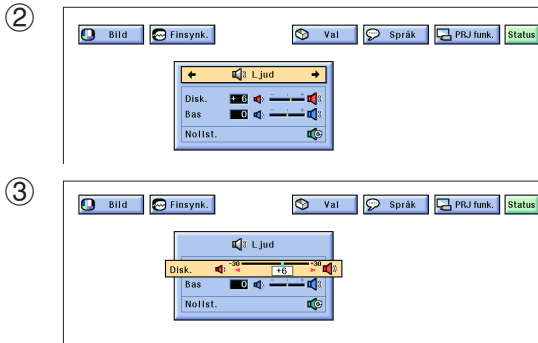 ②
Bild Finsynk. Val Språk PRJ funk. Status
Ljud
Disk. +6 - +
Bas 0 - +
Nollst.
③
Bild Finsynk. Val Språk PRJ funk. Status
Ljud
-30 +30
Disk. +6
Bas 0 - +
Nollst.